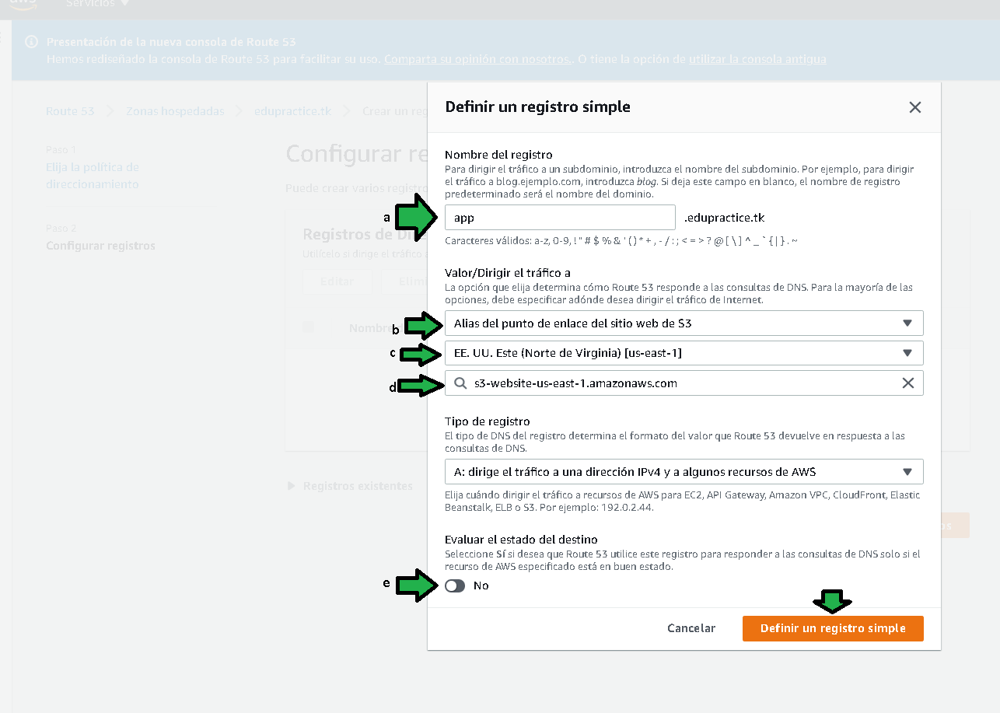 aws
Servicios
Presentación de la nueva consola de Route 53
Hemos rediseñado la consola de Route 53 para facilitar su uso. Comparta su opinión con nosotros.. O tiene la opción de utilizar la consola antigua
Route 53
Zonas hospedadas
edupractice.tk
Crear un reg
Paso 1
Elija la política de
direccionamiento
Paso 2
Configurar registros
Configurar re
Puede crear varios registro
Registros de Di
Utilícelo si dirige el tráfico a
Editar
Elimi
Nombre
Registros existentes
Definir un registro simple
Nombre del registro
Para dirigir el tráfico a un subdominio, introduzca el nombre del subdominio. Por ejemplo, para dirigir
el tráfico a blog.ejemplo.com, introduzca blog. Si deja este campo en blanco, el nombre de registro
predeterminado será el nombre del dominio.
a
app
.edupractice.tk
Caracteres válidos: a-z, 0-9, ! " # $ % & ' ( ) * + , - / : ; < = > ? @ [ \ ] ^ _ ` { | } . ~
Valor/Dirigir el tráfico a
La opción que elija determina cómo Route 53 responde a las consultas de DNS. Para la mayoría de las
opciones, debe especificar adónde desea dirigir el tráfico de Internet.
b
Alias del punto de enlace del sitio web de S3
c
EE. UU. Este (Norte de Virginia) [us-east-1]
d
s3-website-us-east-1.amazonaws.com
Tipo de registro
El tipo de DNS del registro determina el formato del valor que Route 53 devuelve en respuesta a las
consultas de DNS.
A: dirige el tráfico a una dirección IPv4 y a algunos recursos de AWS
Elija cuándo dirigir el tráfico a recursos de AWS para EC2, API Gateway, Amazon VPC, CloudFront, Elastic
Beanstalk, ELB o S3. Por ejemplo: 192.0.2.44.
Evaluar el estado del destino
Seleccione Sí si desea que Route 53 utilice este registro para responder a las consultas de DNS solo si el
recurso de AWS especificado está en buen estado.
e
No
Cancelar
Definir un registro simple